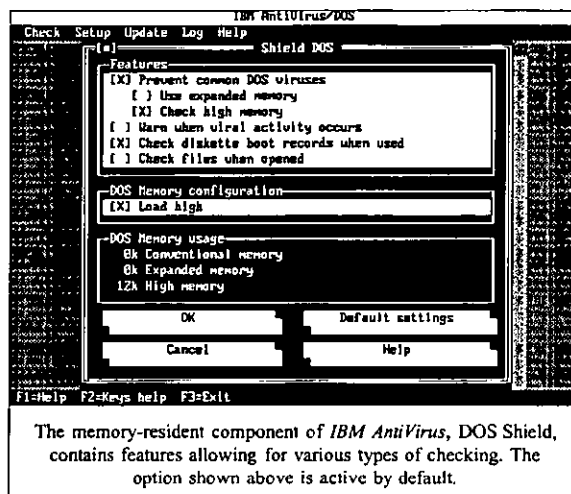 IBM AntiVirus/DOS
Check Setup Update Log Help
[■] Shield DOS
Features
[X] Prevent common DOS viruses
[ ] Use expanded memory
[X] Check high memory
[ ] Warn when viral activity occurs
[X] Check diskette boot records when used
[ ] Check files when opened
DOS Memory configuration
[X] Load high
DOS Memory usage
0k Conventional memory
0k Expanded memory
12k High memory
OK Default settings
Cancel Help
F1=Help F2=Keys help F3=Exit
The memory-resident component of IBM AntiVirus, DOS Shield,
contains features allowing for various types of checking. The
option shown above is active by default.